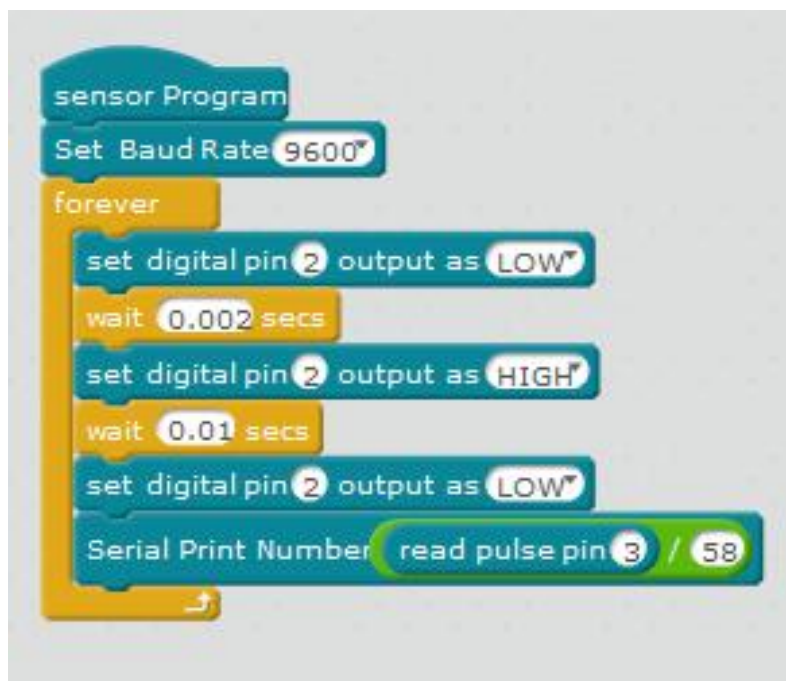 sensor Program
Set Baud Rate 9600
forever
set digital pin 2 output as LOW
wait 0.002 secs
set digital pin 2 output as HIGH
wait 0.01 secs
set digital pin 2 output as LOW
Serial Print Number read pulse pin 3 / 58